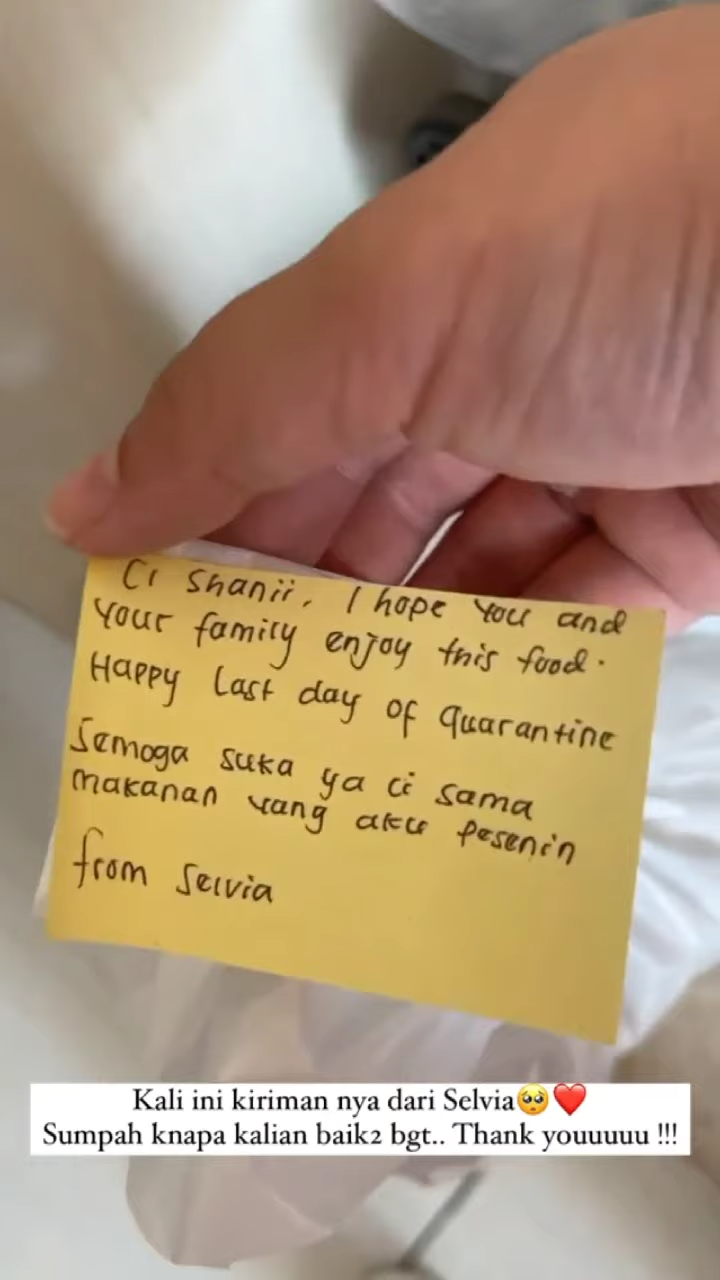 Ci Shanii, I hope you and
your family enjoy this food.
Happy last day of quarantine
Semoga suka ya ci sama
makanan yang aku pesenin
from Selvia
Kali ini kiriman nya dari Selvia🥺❤️
Sumpah knapa kalian baik2 bgt.. Thank youuuuu !!!